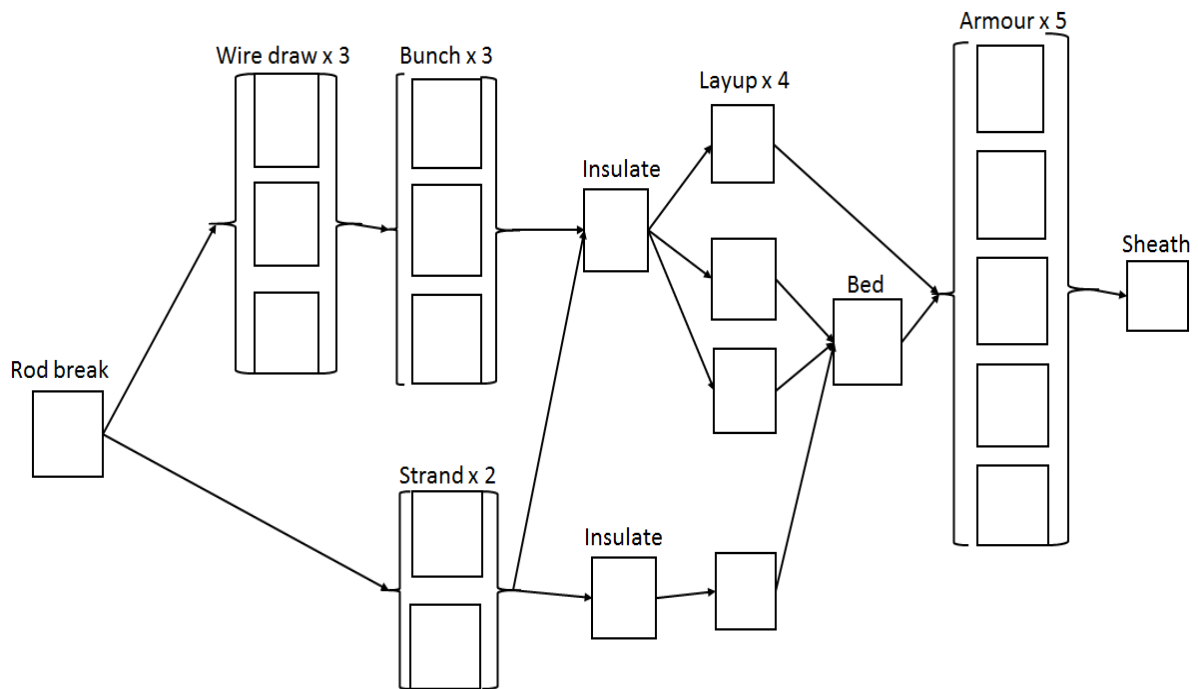 Armour x 5
Wire draw x 3
Bunch x 3
Layup x 4
Insulate
Sheath
Bed
Rod break
Strand x 2
Insulate